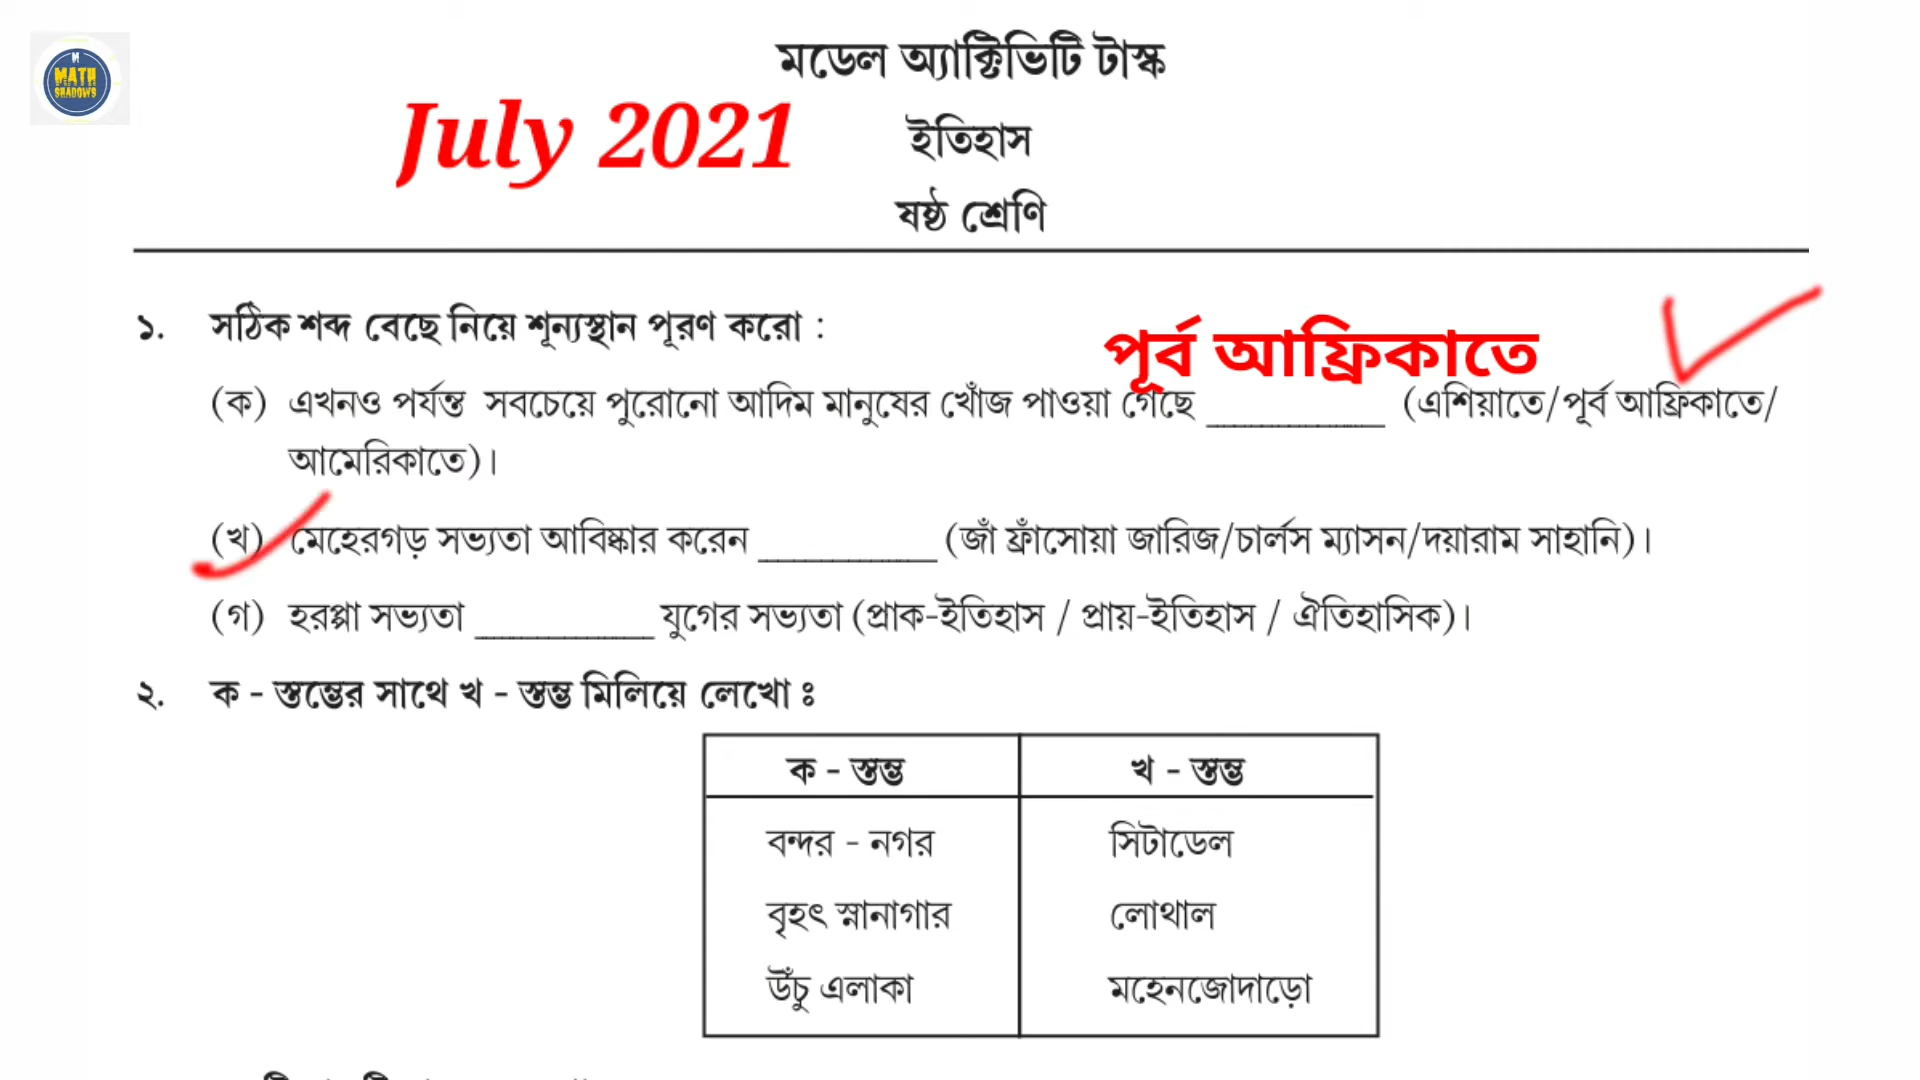 MATH
SHADOWS
মডেল অ্যাক্টিভিটি টাস্ক
July 2021
ইতিহাস
ষষ্ঠ শ্রেণি
১. সঠিক শব্দ বেছে নিয়ে শূন্যস্থান পূরণ করো :
পূর্ব আফ্রিকাতে
(ক) এখনও পর্যন্ত সবচেয়ে পুরোনো আদিম মানুষের খোঁজ পাওয়া গেছে __________ (এশিয়াতে/পূর্ব আফ্রিকাতে/
আমেরিকাতে)।
(খ) মেহেরগড় সভ্যতা আবিষ্কার করেন __________ (জাঁ ফ্রাঁসোয়া জারিজ/চার্লস ম্যাসন/দয়ারাম সাহানি)।
(গ) হরপ্পা সভ্যতা __________ যুগের সভ্যতা (প্রাক-ইতিহাস / প্রায়-ইতিহাস / ঐতিহাসিক)।
২. ক - স্তম্ভের সাথে খ - স্তম্ভ মিলিয়ে লেখো ঃ
ক - স্তম্ভ খ - স্তম্ভ
বন্দর - নগর সিটাডেল
বৃহৎ স্নানাগার লোথাল
উঁচু এলাকা মহেনজোদাড়ো